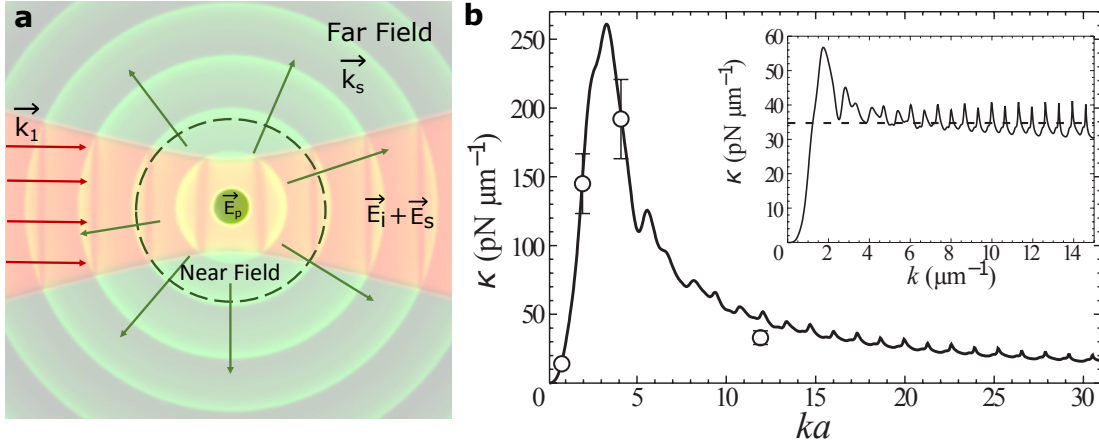 a
Far Field
k⃗s
k⃗1
E⃗p
E⃗i+E⃗s
Near Field
b
κ (pN μm⁻¹)
250
200
150
100
50
0
0 5 10 15 20 25 30
ka
κ (pN μm⁻¹)
60
50
40
30
20
10
0
0 2 4 6 8 10 12 14
k (μm⁻¹)